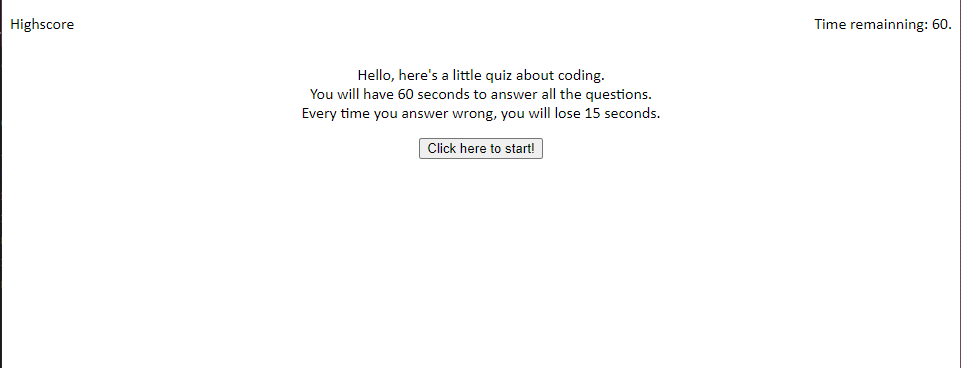 Highscore
Time remainning: 60.
Hello, here's a little quiz about coding.
You will have 60 seconds to answer all the questions.
Every time you answer wrong, you will lose 15 seconds.
Click here to start!